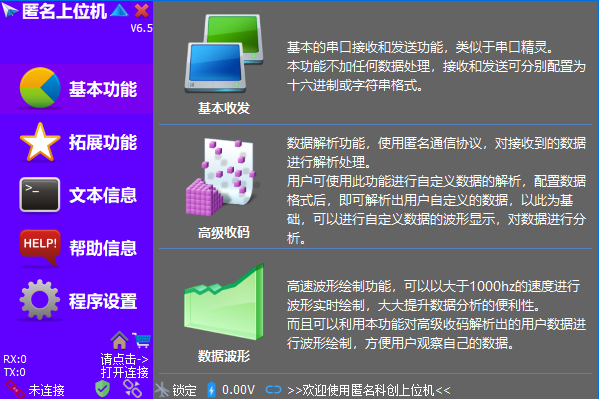 匿名上位机
V6.5
基本功能
拓展功能
>_
文本信息
HELP!
帮助信息
程序设置
RX:0
TX:0
请点击->
打开连接
未连接
基本收发
基本的串口接收和发送功能，类似于串口精灵。
本功能不加任何数据处理，接收和发送可分别配置为
十六进制或字符串格式。
高级收码
数据解析功能，使用匿名通信协议，对接收到的数据
进行解析处理。
用户可使用此功能进行自定义数据的解析，配置数据
格式后，即可解析出用户自定义的数据，以此为基
础，可以进行自定义数据的波形显示，对数据进行分
析。
数据波形
高速波形绘制功能，可以以大于1000hz的速度进行
波形实时绘制，大大提升数据分析的便利性。
而且可以利用本功能对高级收码解析出的用户数据进
行波形绘制，方便用户观察自己的数据。
锁定
0.00V
>>欢迎使用匿名科创上位机<<